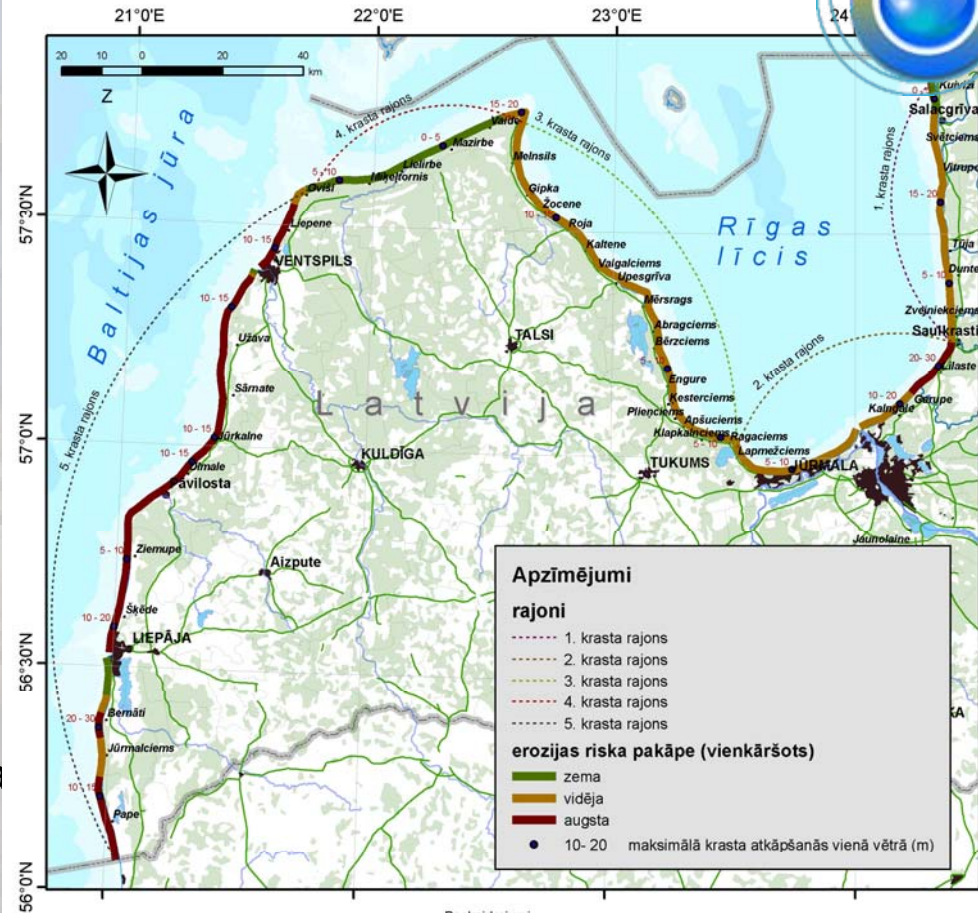 21°0'E 22°0'E 23°0'E 24°
20 10 0 20 40
km
Z
Baltijas jūra
Rīgas
līcis
Latvija
57°30'N
57°0'N
56°30'N
56°0'N
1. krasta rajons
2. krasta rajons
3. krasta rajons
4. krasta rajons
5. krasta rajons
15 - 20
Vaide
0 - 5
Mazirbe
Lielirbe
Miķeļtornis
5 - 10
Ovīši
Liepene
10 - 15
VENTSPILS
10 - 15
Užava
Sārnate
10 - 15
Jūrkalne
10 - 15
Ulmale
Pāvilosta
5 - 10
Ziemupe
10 - 20
Šķēde
LIEPĀJA
20 - 30
Bernāti
Jūrmalciems
10 - 15
Pape
Melnsils
Gipka
Žocene
Roja
Kaltene
Valgalciems
Upesgrīva
Mērsrags
Abragciems
Bērzciems
Engure
Kesterciems
Plieņciems
Apšuciems
Klapkalnciems
5 - 10
Ragaciems
Lapmežciems
5 - 10
JŪRMALA
TALSI
KULDĪGA
TUKUMS
Aizpute
Jaunolaine
Salacgrīva
Svētciems
Vitrupe
15 - 20
Tūja
5 - 10
Dunte
Zvejniekciems
Saulkrasti
20- 30
Lilaste
10 - 20
Gauja
Kalngale
KA
Apzīmējumi
rajoni
1. krasta rajons
2. krasta rajons
3. krasta rajons
4. krasta rajons
5. krasta rajons
erozijas riska pakāpe (vienkāršots)
zema
vidēja
augsta
10- 20 maksimālā krasta atkāpšanās vienā vētrā (m)